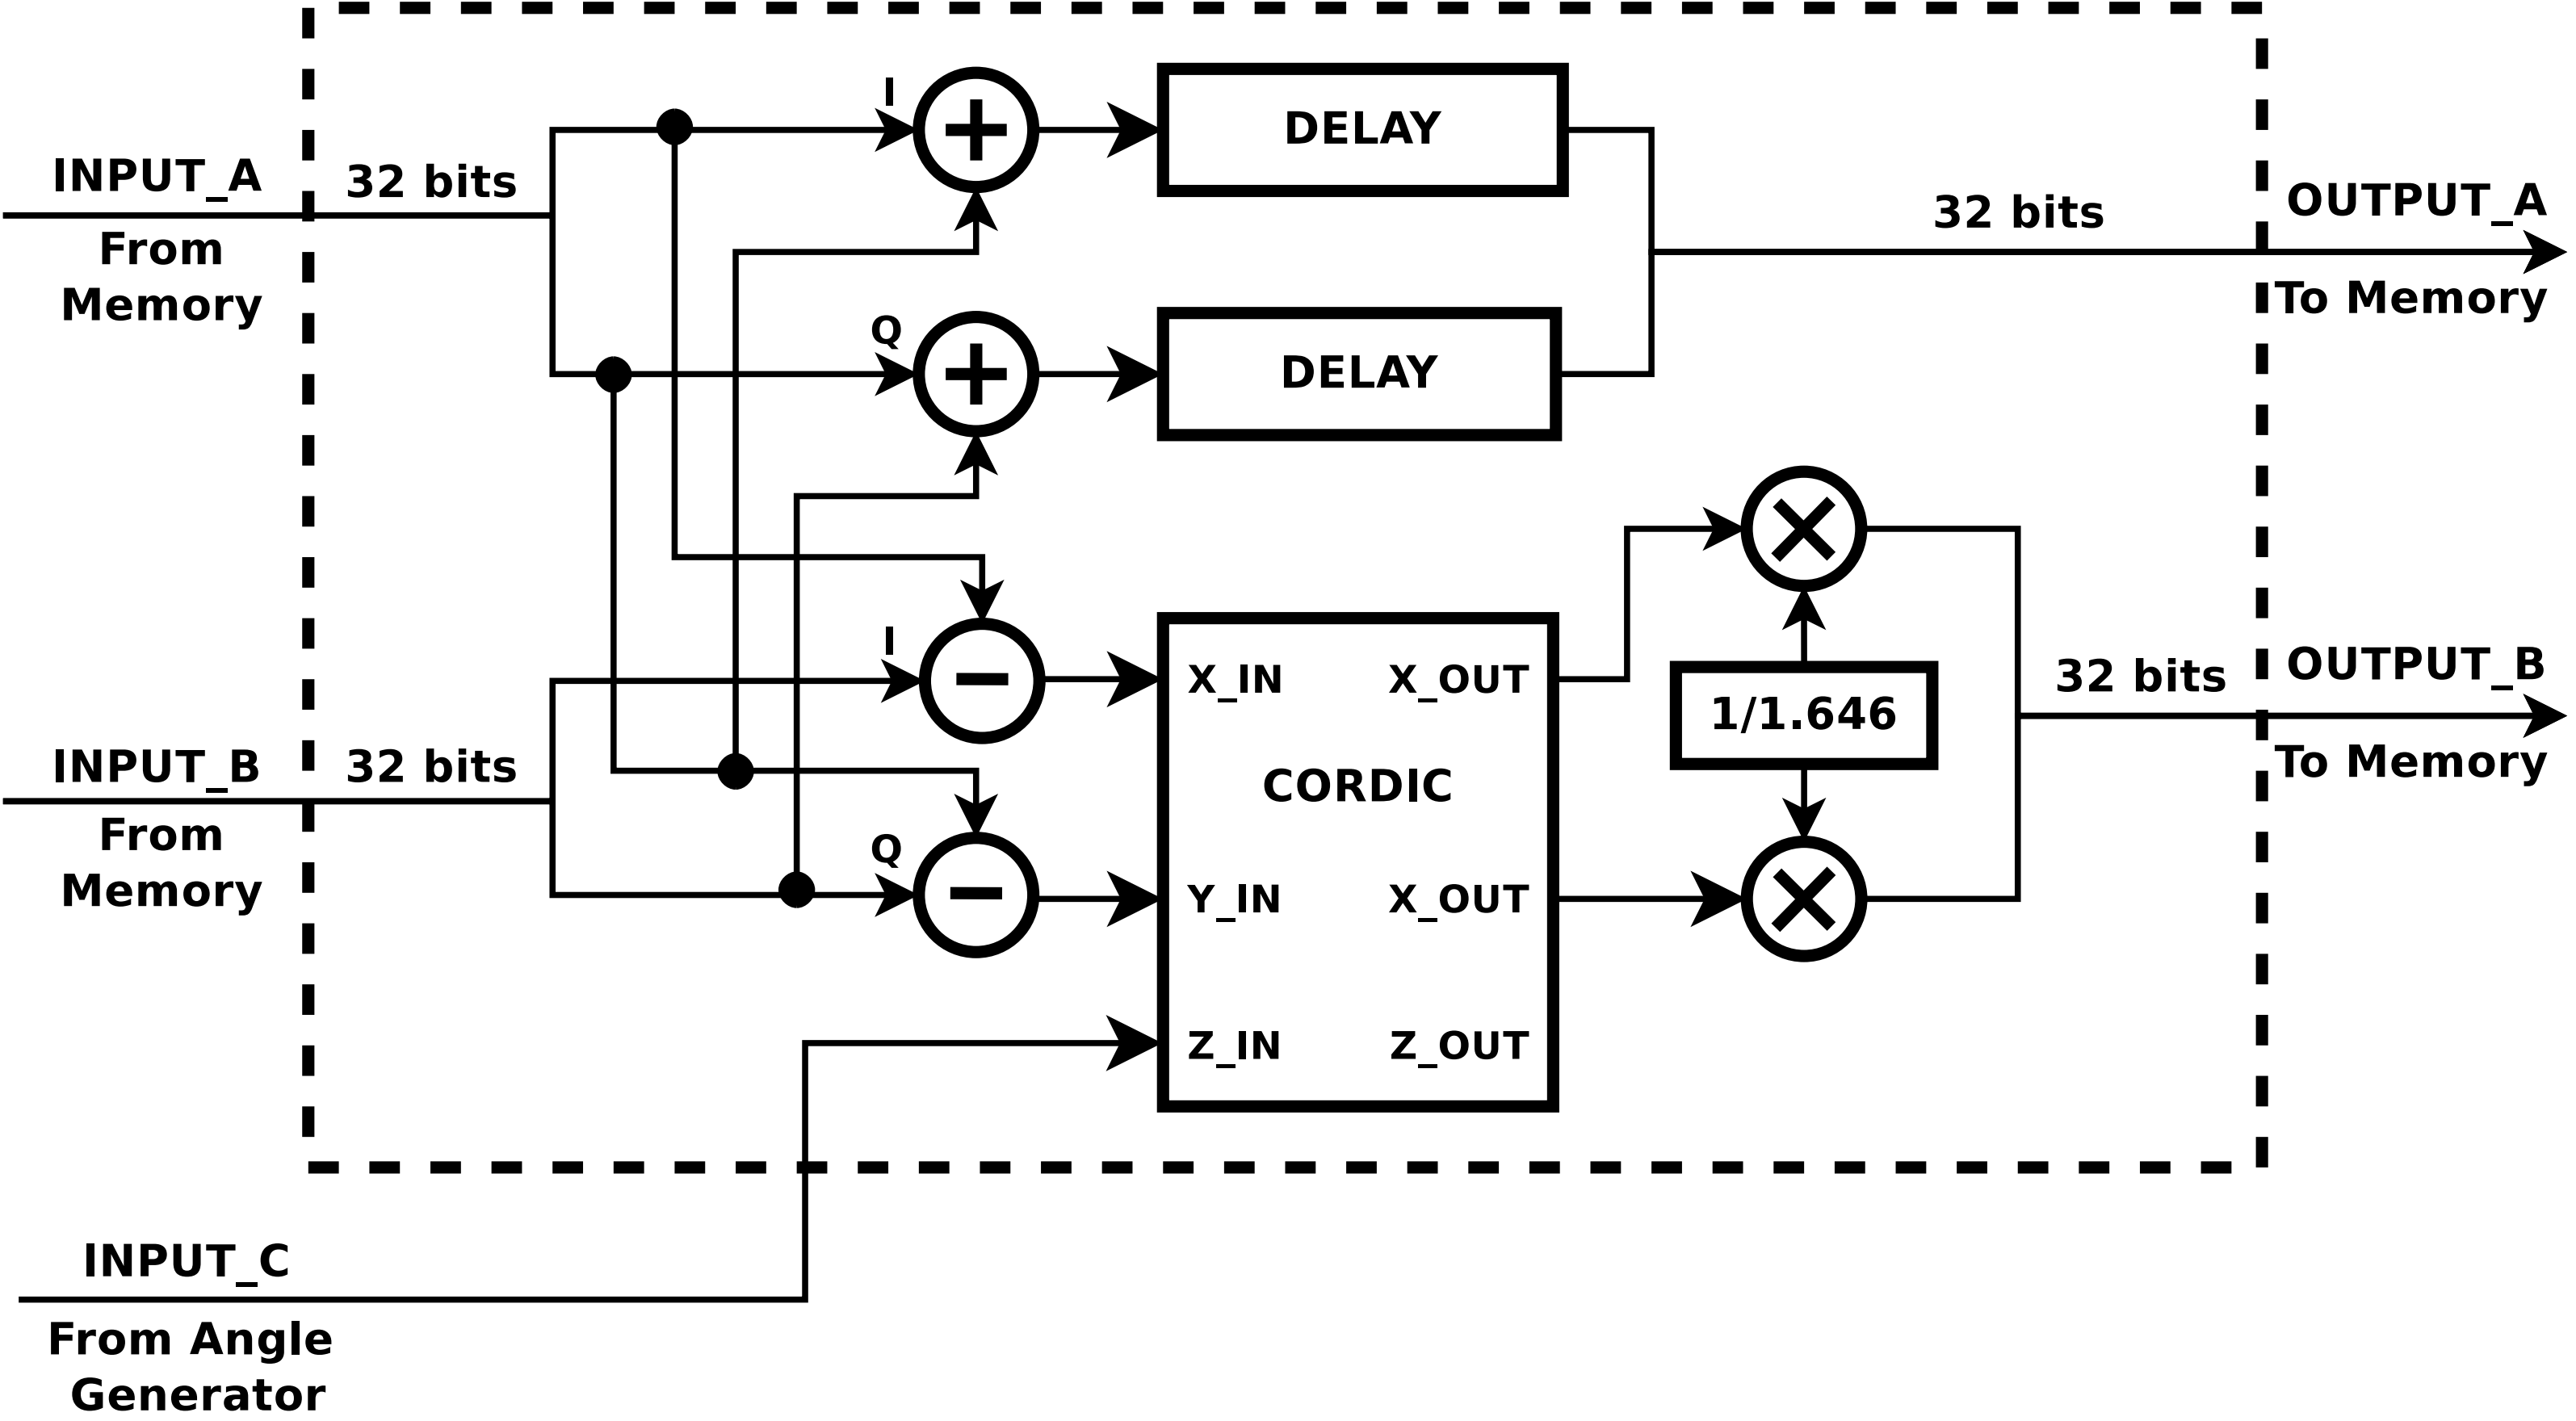 I
DELAY
INPUT_A
32 bits
From
Memory
32 bits
OUTPUT_A
To Memory
Q
DELAY
I
X_IN
X_OUT
1/1.646
32 bits
OUTPUT_B
To Memory
INPUT_B
32 bits
From
Memory
CORDIC
Q
Y_IN
X_OUT
Z_IN
Z_OUT
INPUT_C
From Angle
Generator